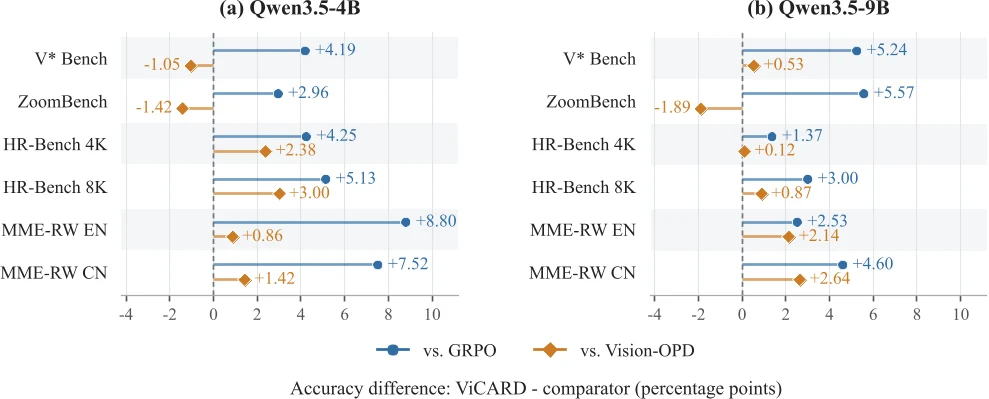 (a) Qwen3.5-4B
V* Bench
+4.19
-1.05
ZoomBench
+2.96
-1.42
HR-Bench 4K
+4.25
+2.38
HR-Bench 8K
+5.13
+3.00
MME-RW EN
+8.80
+0.86
MME-RW CN
+7.52
+1.42
-4 -2 0 2 4 6 8 10
(b) Qwen3.5-9B
V* Bench
+5.24
+0.53
ZoomBench
+5.57
-1.89
HR-Bench 4K
+1.37
+0.12
HR-Bench 8K
+3.00
+0.87
MME-RW EN
+2.53
+2.14
MME-RW CN
+4.60
+2.64
-4 -2 0 2 4 6 8 10
vs. GRPO vs. Vision-OPD
Accuracy difference: ViCARD - comparator (percentage points)